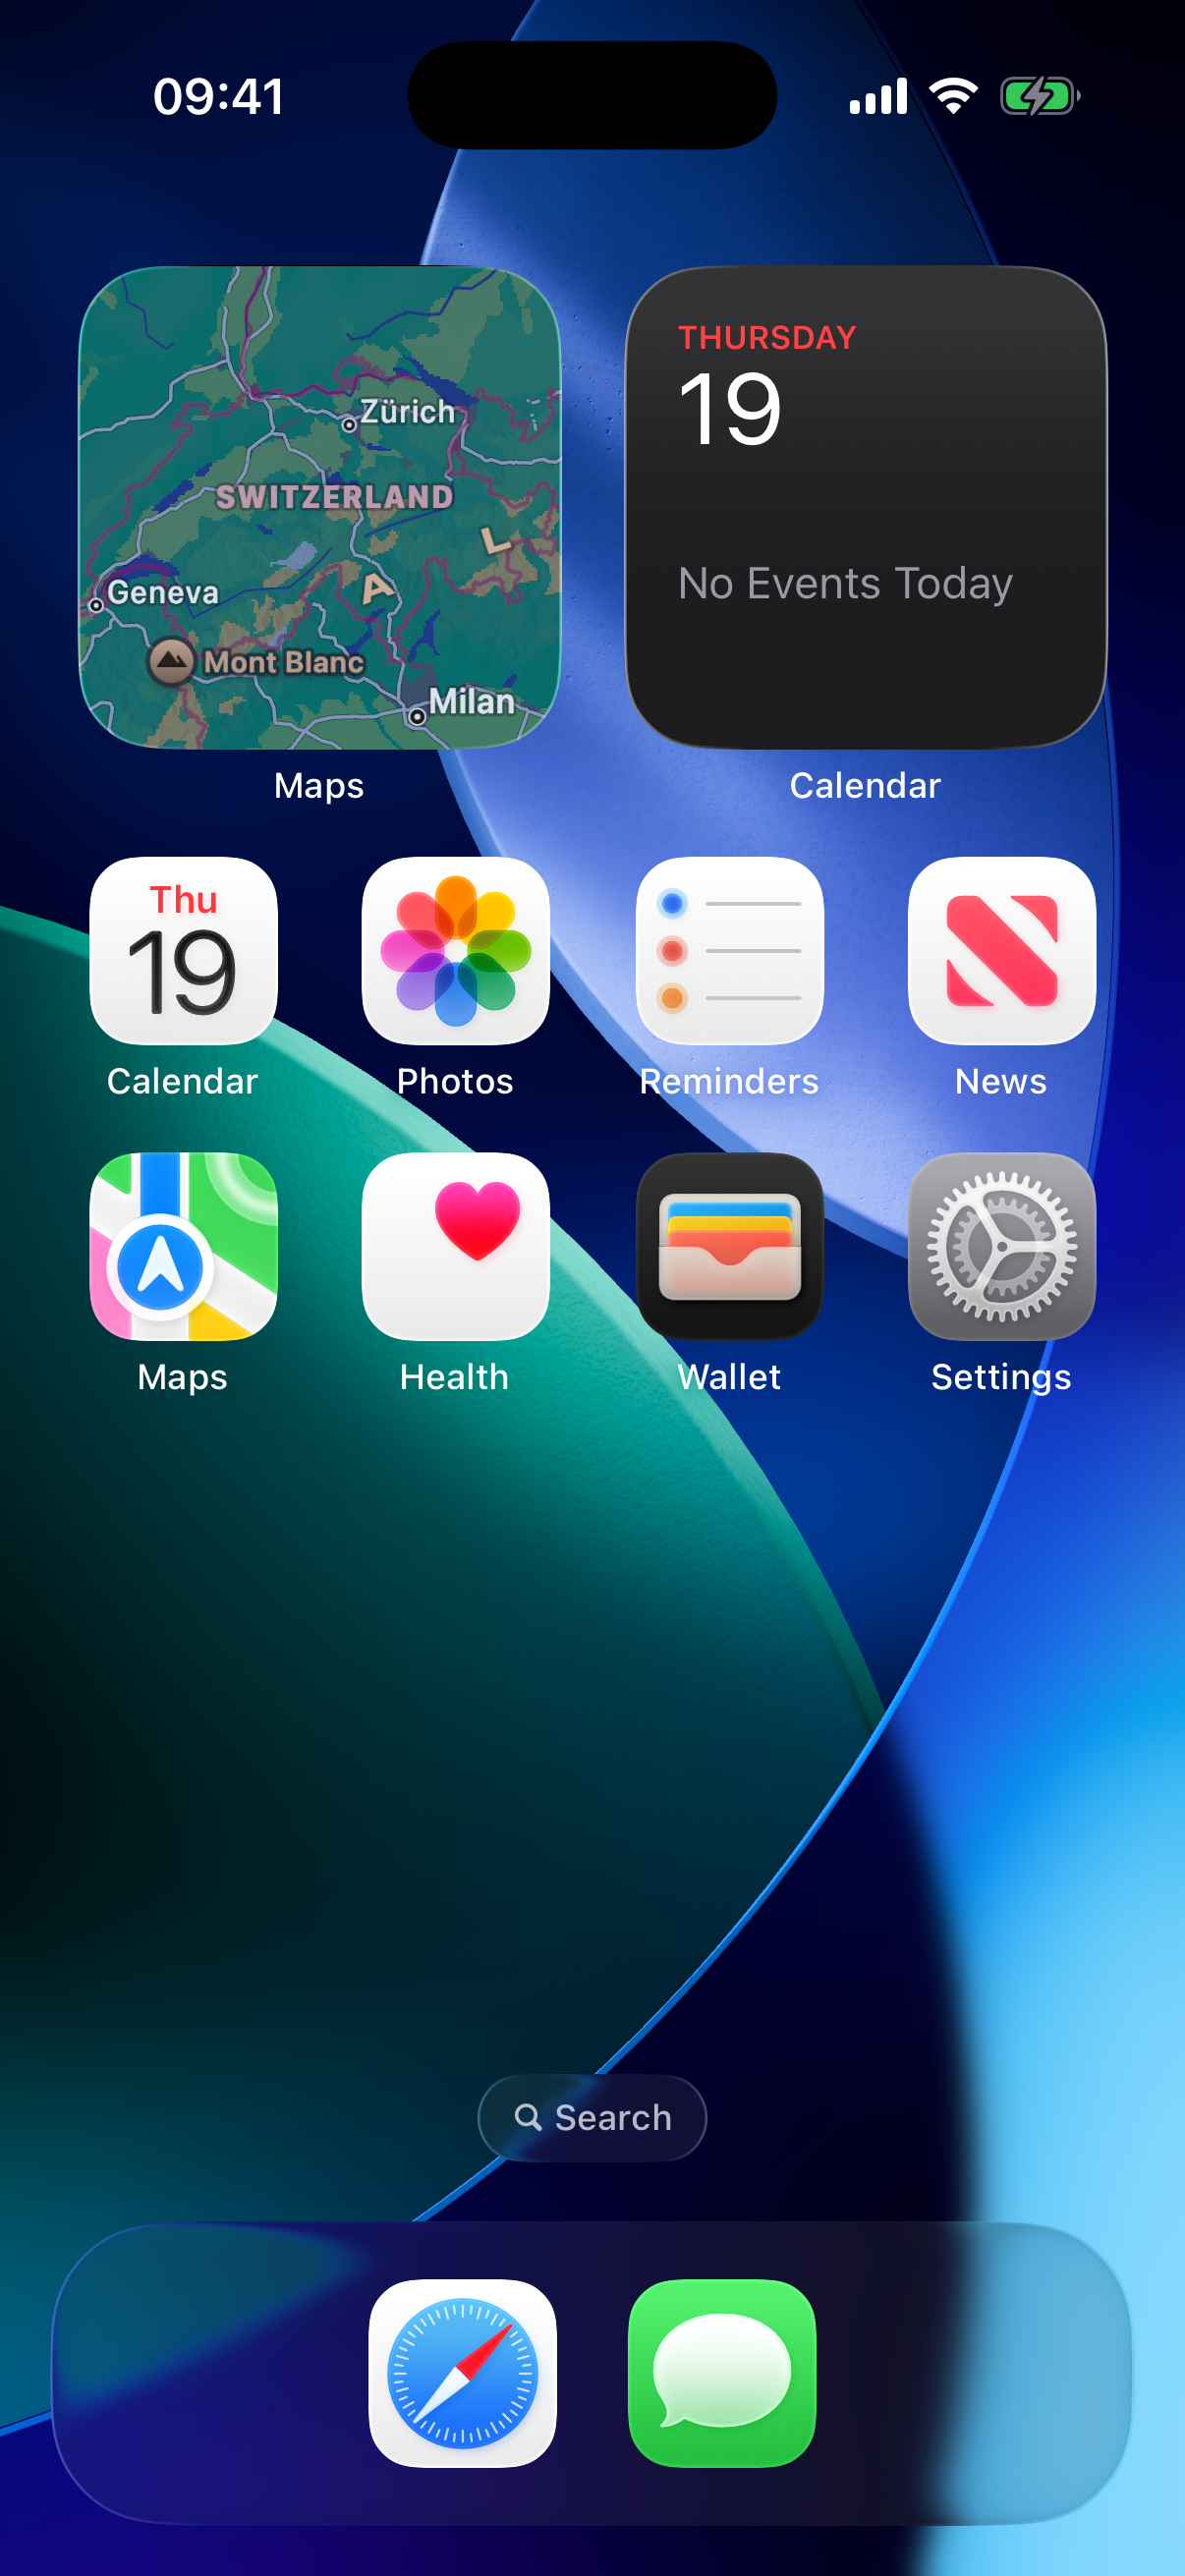 09:41
Zürich
SWITZERLAND
A L
Geneva
Mont Blanc
Milan
Maps
THURSDAY
19
No Events Today
Calendar
Thu
19
Calendar
Photos
Reminders
News
Maps
Health
Wallet
Settings
Search